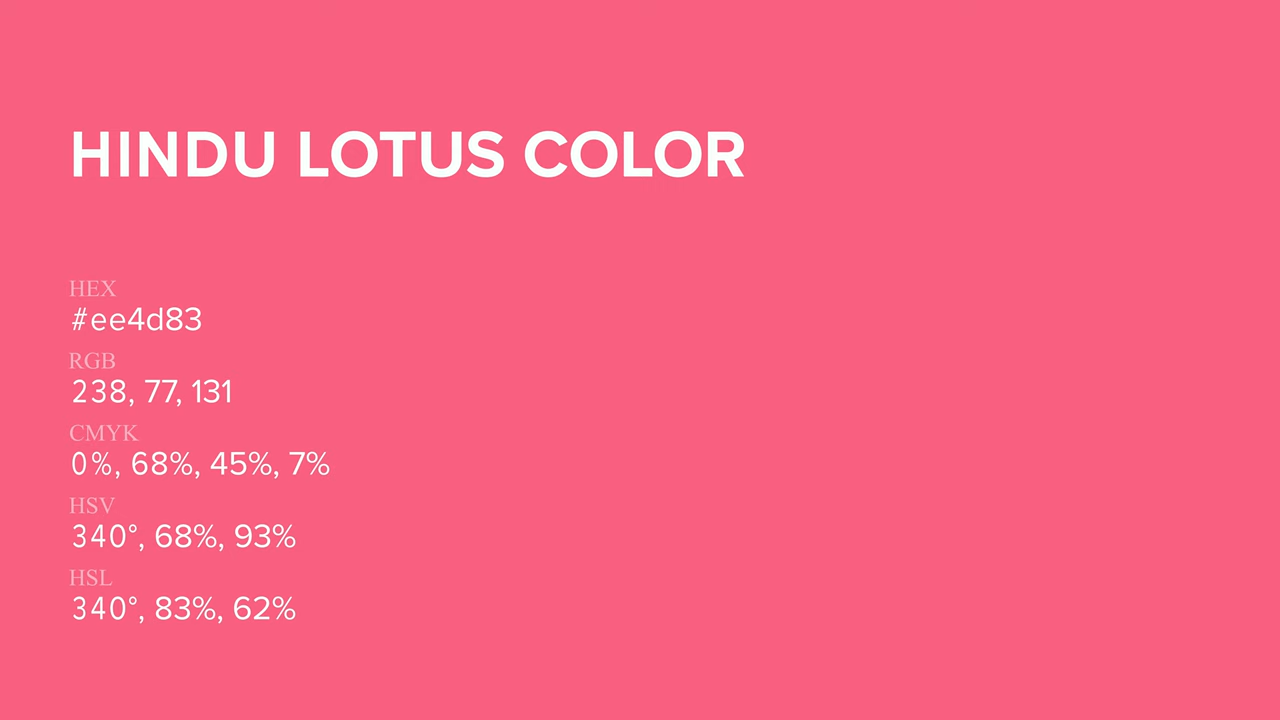 HINDU LOTUS COLOR
HEX
#ee4d83
RGB
238, 77, 131
CMYK
0%, 68%, 45%, 7%
HSV
340°, 68%, 93%
HSL
340°, 83%, 62%